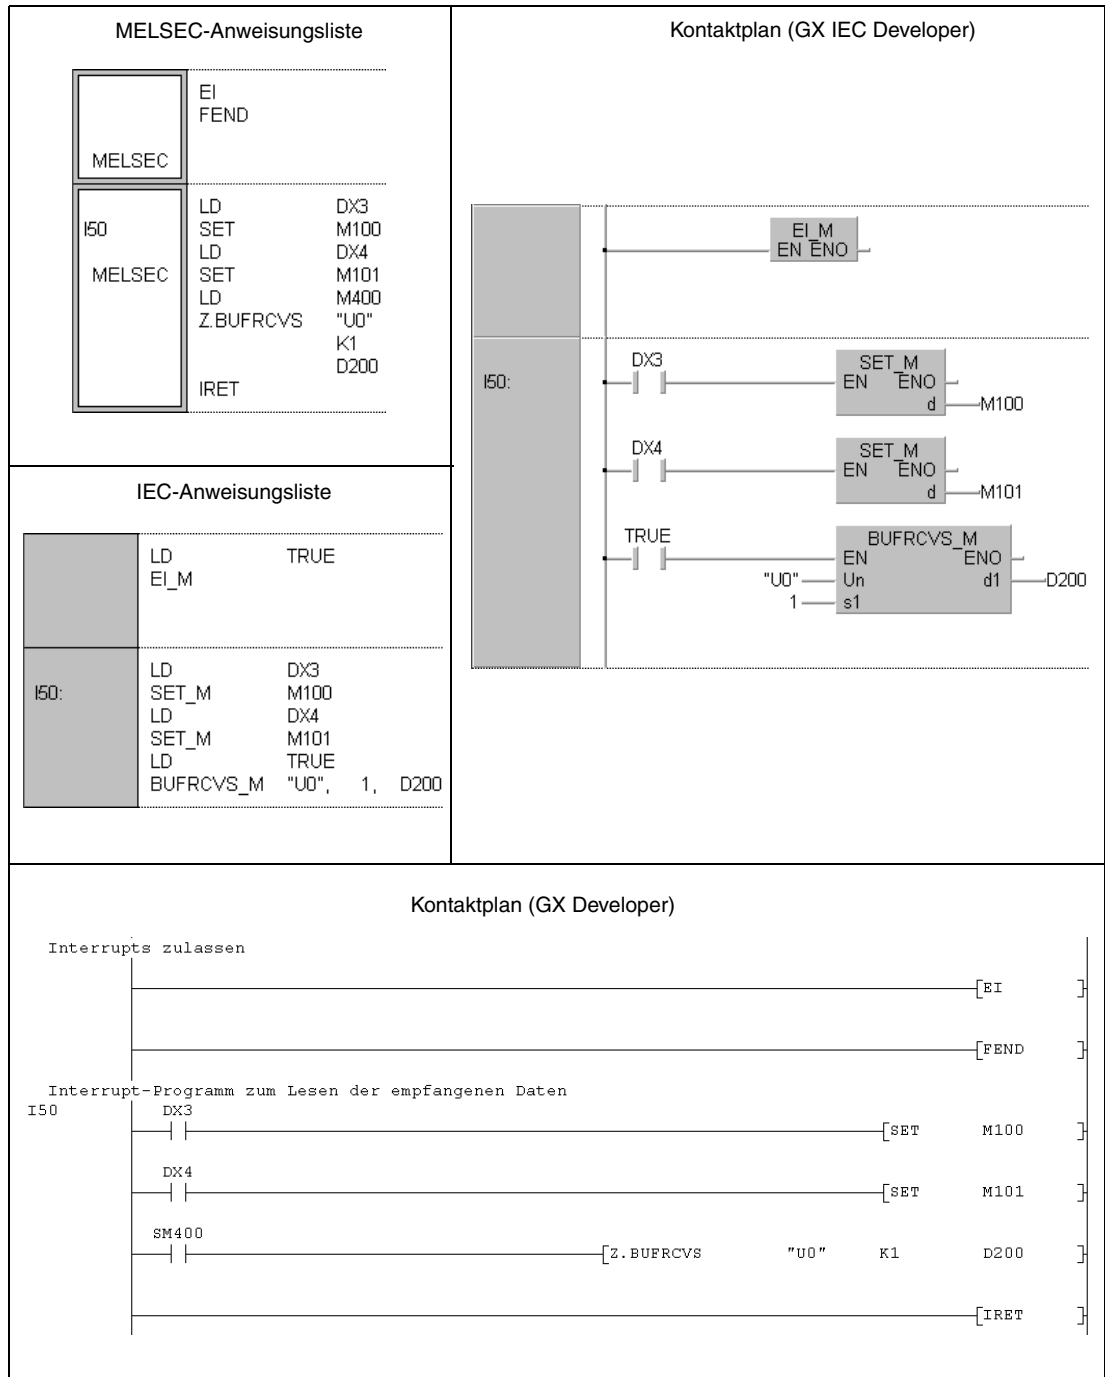 MELSEC-Anweisungsliste
EI
FEND
MELSEC
I50
MELSEC
LD DX3
SET M100
LD DX4
SET M101
LD M400
Z.BUFRCVS "U0"
K1
D200
IRET
IEC-Anweisungsliste
LD TRUE
EI_M
I50:
LD DX3
SET_M M100
LD DX4
SET_M M101
LD TRUE
BUFRCVS_M "U0", 1, D200
Kontaktplan (GX IEC Developer)
EI_M
EN ENO
I50:
DX3
SET_M
EN ENO
d M100
DX4
SET_M
EN ENO
d M101
TRUE
BUFRCVS_M
EN ENO
"U0" Un d1 D200
1 s1
Kontaktplan (GX Developer)
Interrupts zulassen
[EI ]
[FEND ]
Interrupt-Programm zum Lesen der empfangenen Daten
I50 DX3
[SET M100 ]
DX4
[SET M101 ]
SM400
[Z.BUFRCVS "U0" K1 D200 ]
[IRET ]